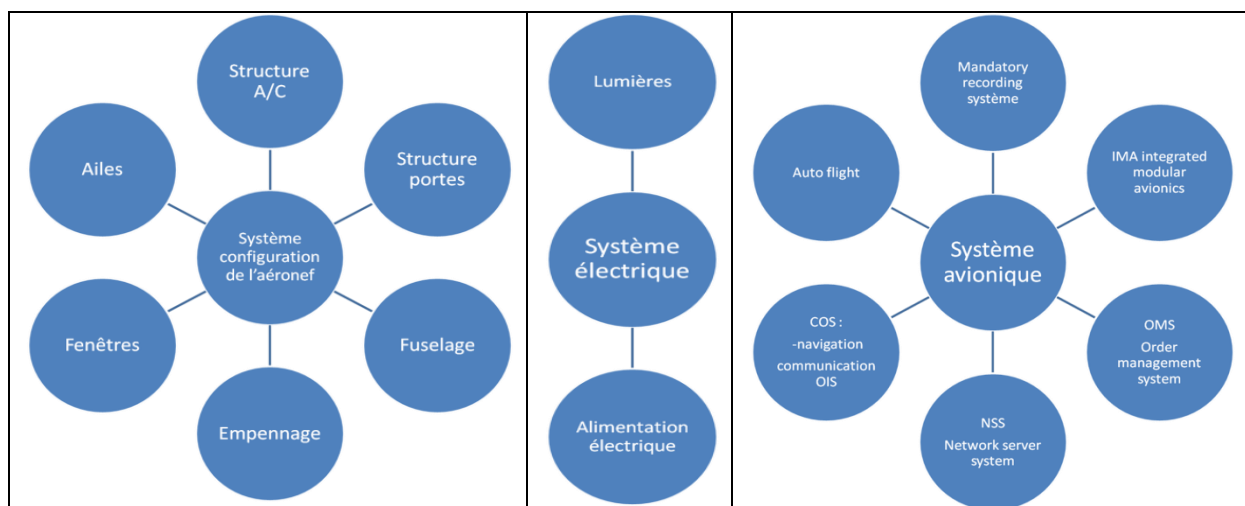 Structure
A/C
Structure
portes
Fuselage
Empennage
Fenêtres
Ailes
Système
configuration
de l'aéronef
Lumières
Système
électrique
Alimentation
électrique
Mandatory
recording
système
IMA integrated
modular
avionics
OMS
Order
management
system
NSS
Network server
system
COS :
-navigation
communication
OIS
Auto flight
Système
avionique